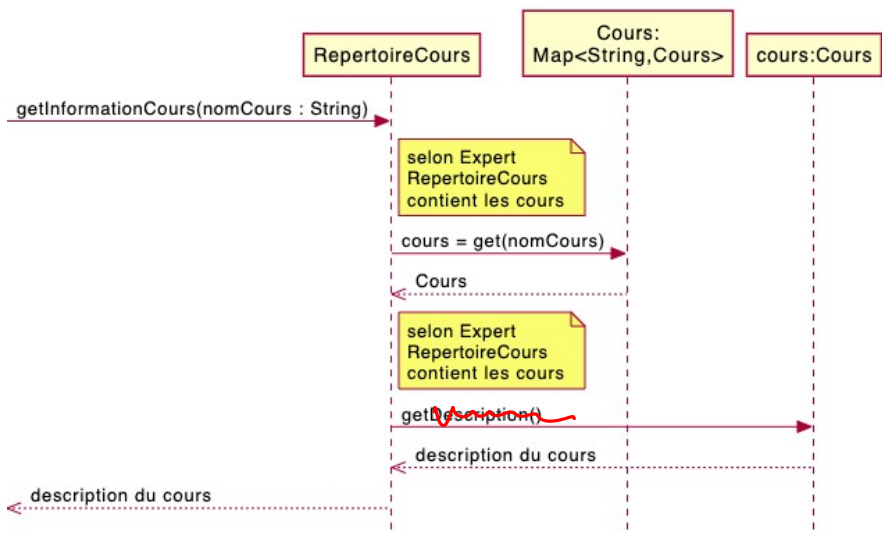 Cours:
RepertoireCours
Map<String,Cours>
cours:Cours
getInformationCours(nomCours : String)
selon Expert
RepertoireCours
contient les cours
cours = get(nomCours)
Cours
selon Expert
RepertoireCours
contient les cours
getDescription()
description du cours
description du cours